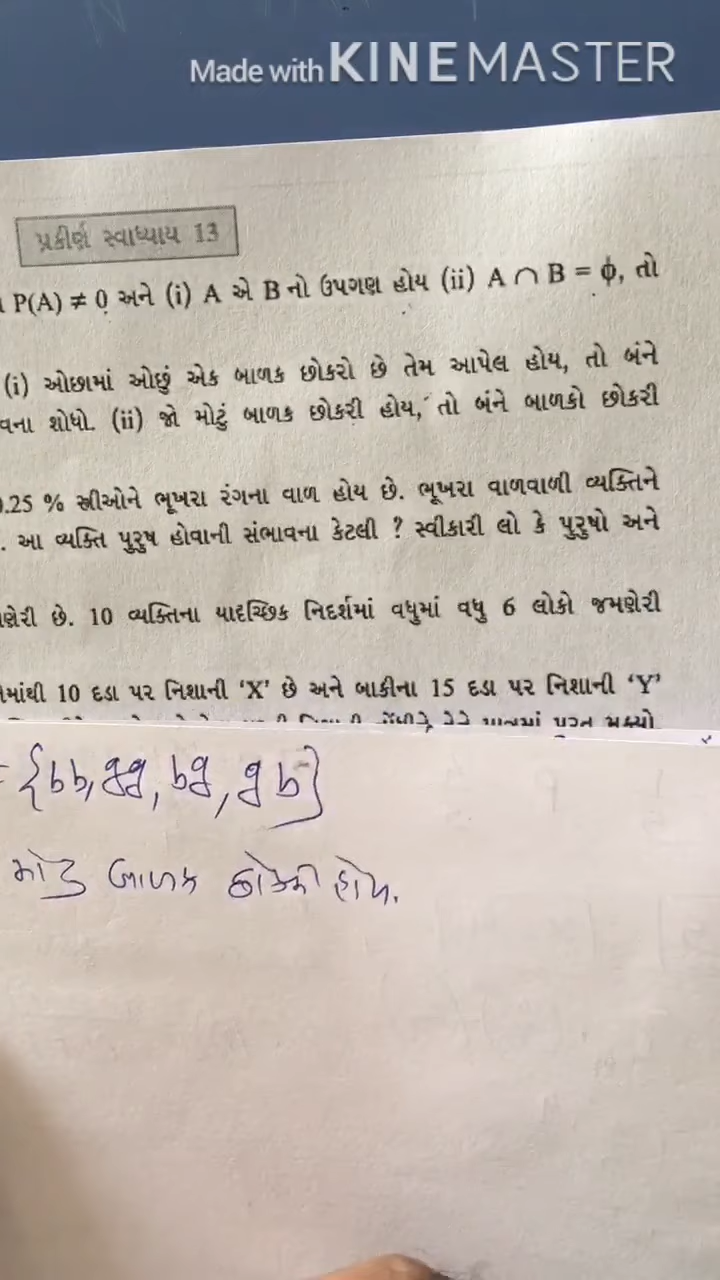 Made with KINEMASTER
પ્રકીર્ણ સ્વાધ્યાય 13
P(A) ≠ 0 અને (i) A એ B નો ઉપગણ હોય (ii) A ∩ B = ϕ, તો
(i) ઓછામાં ઓછું એક બાળક છોકરો છે તેમ આપેલ હોય, તો બંને
વના શોધો. (ii) જો મોટું બાળક છોકરી હોય, તો બંને બાળકો છોકરી
.25 % સ્ત્રીઓને ભૂખરા રંગના વાળ હોય છે. ભૂખરા વાળવાળી વ્યક્તિને
. આ વ્યક્તિ પુરુષ હોવાની સંભાવના કેટલી ? સ્વીકારી લો કે પુરુષો અને
ણેરી છે. 10 વ્યક્તિના યાદચ્છિક નિદર્શમાં વધુમાં વધુ 6 લોકો જમણેરી
માંથી 10 દડા પર નિશાની ‘X’ છે અને બાકીના 15 દડા પર નિશાની ‘Y’
= {bb, gg, bg, gb}
મોટુ બાળક છોકરી હોય.